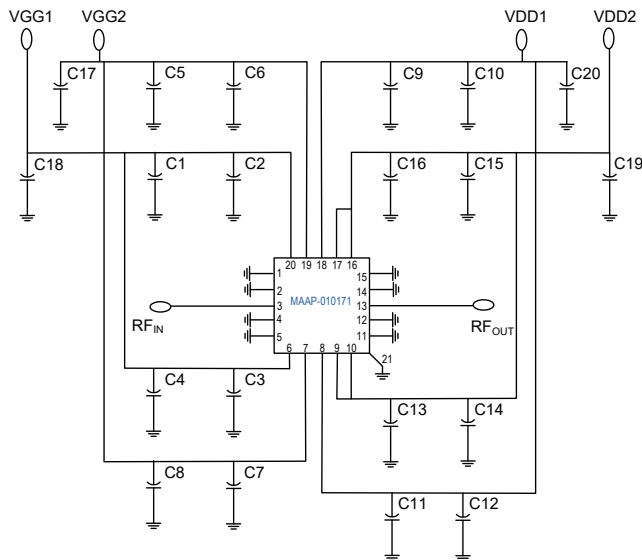 VGG1 VGG2 VDD1 VDD2
C17 C5 C6 C9 C10 C20
C18 C1 C2 C16 C15 C19
20 19 18 17 16
1 15
2 14
MAAP-010171
3 13
RFIN RFOUT
4 12
5 11
6 7 8 9 10 21
C4 C3 C13 C14
C8 C7 C11 C12